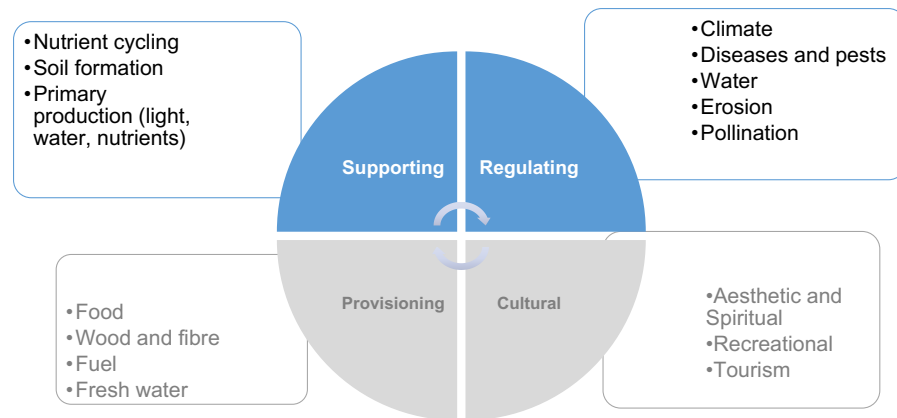 •Nutrient cycling
•Soil formation
•Primary
production (light,
water, nutrients)
•Climate
•Diseases and pests
•Water
•Erosion
•Pollination
Supporting
Regulating
Provisioning
Cultural
•Food
•Wood and fibre
•Fuel
•Fresh water
•Aesthetic and
Spiritual
•Recreational
•Tourism